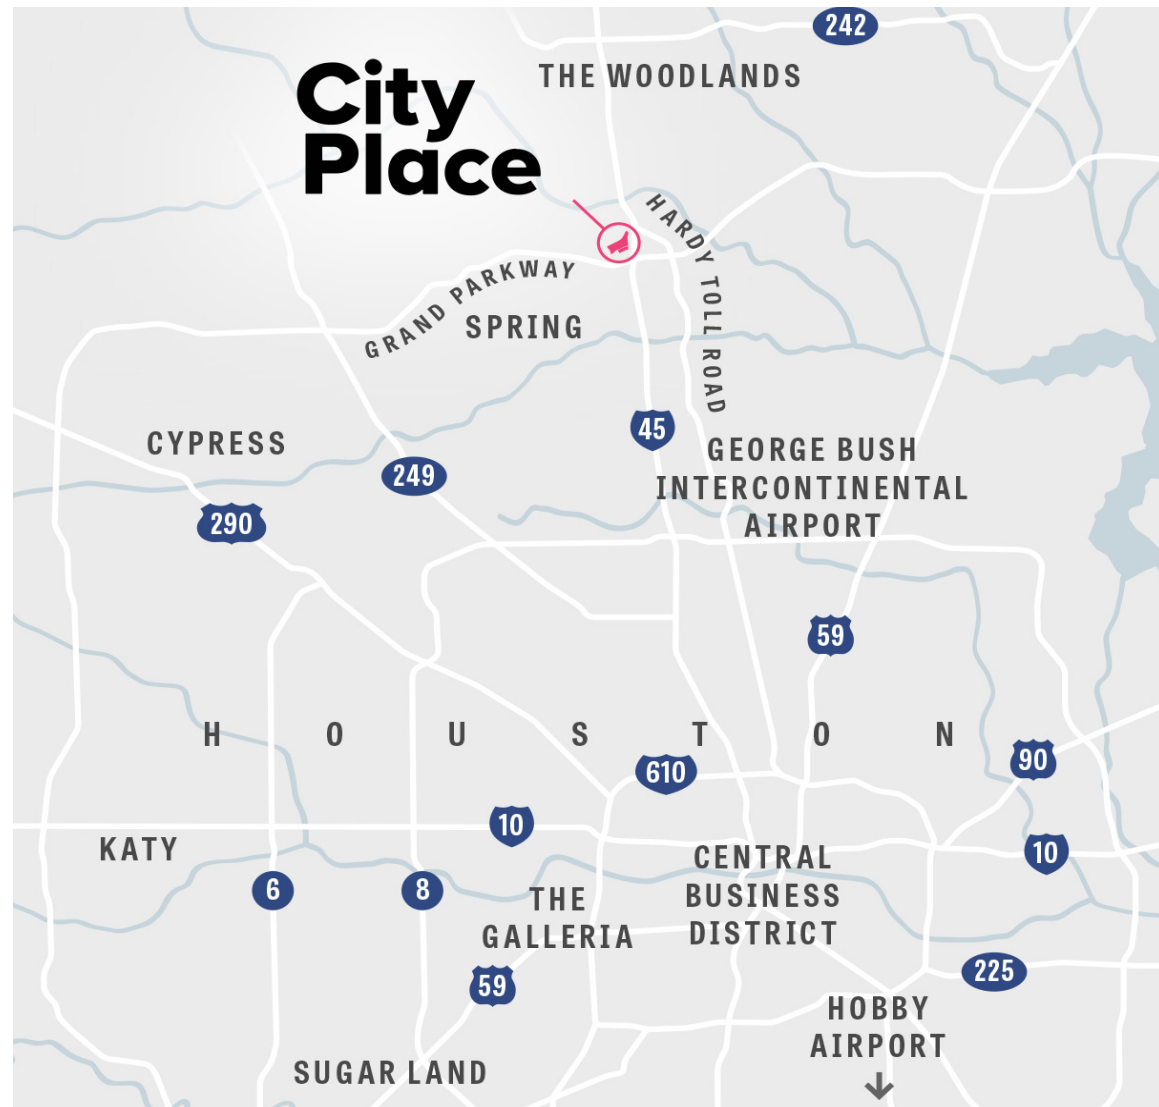 242
THE WOODLANDS
City
Place
HARDY TOLL ROAD
GRAND PARKWAY
SPRING
45
CYPRESS
249
GEORGE BUSH
INTERCONTINENTAL
AIRPORT
290
59
HOUSTON
90
610
10
KATY
10
CENTRAL
BUSINESS
DISTRICT
6
8
THE
GALLERIA
59
225
HOBBY
AIRPORT
SUGAR LAND